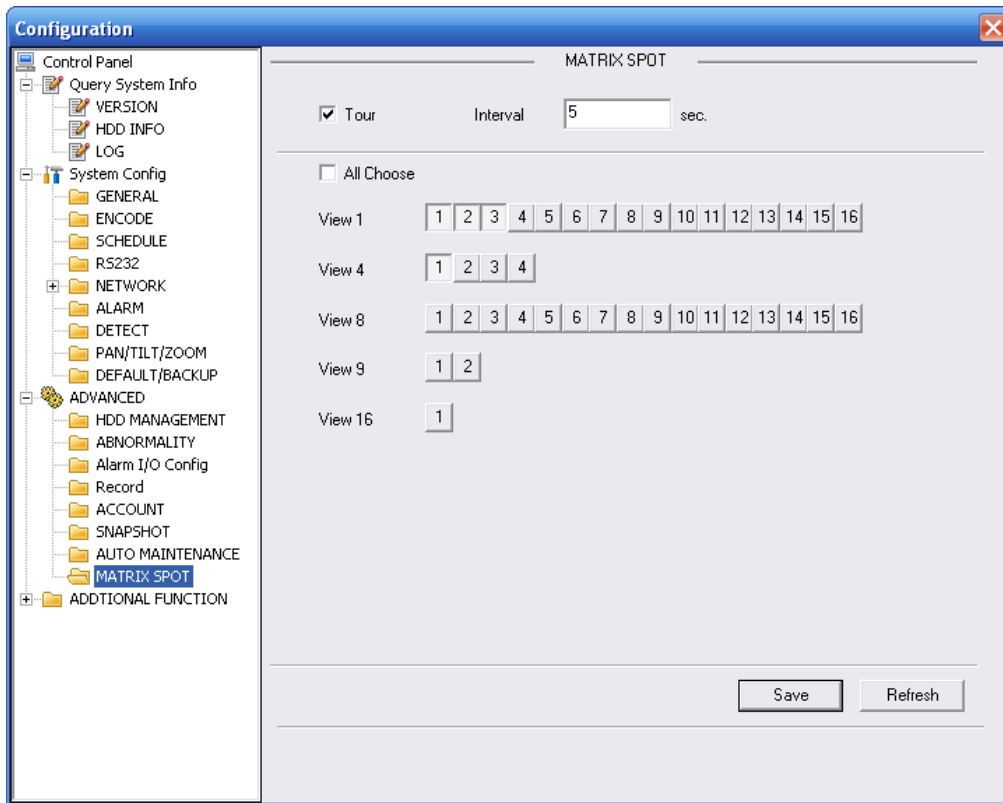 Configuration
Control Panel
Query System Info
VERSION
HDD INFO
LOG
System Config
GENERAL
ENCODE
SCHEDULE
RS232
NETWORK
ALARM
DETECT
PAN/TILT/ZOOM
DEFAULT/BACKUP
ADVANCED
HDD MANAGEMENT
ABNORMALITY
Alarm I/O Config
Record
ACCOUNT
SNAPSHOT
AUTO MAINTENANCE
MATRIX SPOT
ADDTIONAL FUNCTION
MATRIX SPOT
Tour Interval 5 sec.
All Choose
View 1 1 2 3 4 5 6 7 8 9 10 11 12 13 14 15 16
View 4 1 2 3 4
View 8 1 2 3 4 5 6 7 8 9 10 11 12 13 14 15 16
View 9 1 2
View 16 1
Save Refresh